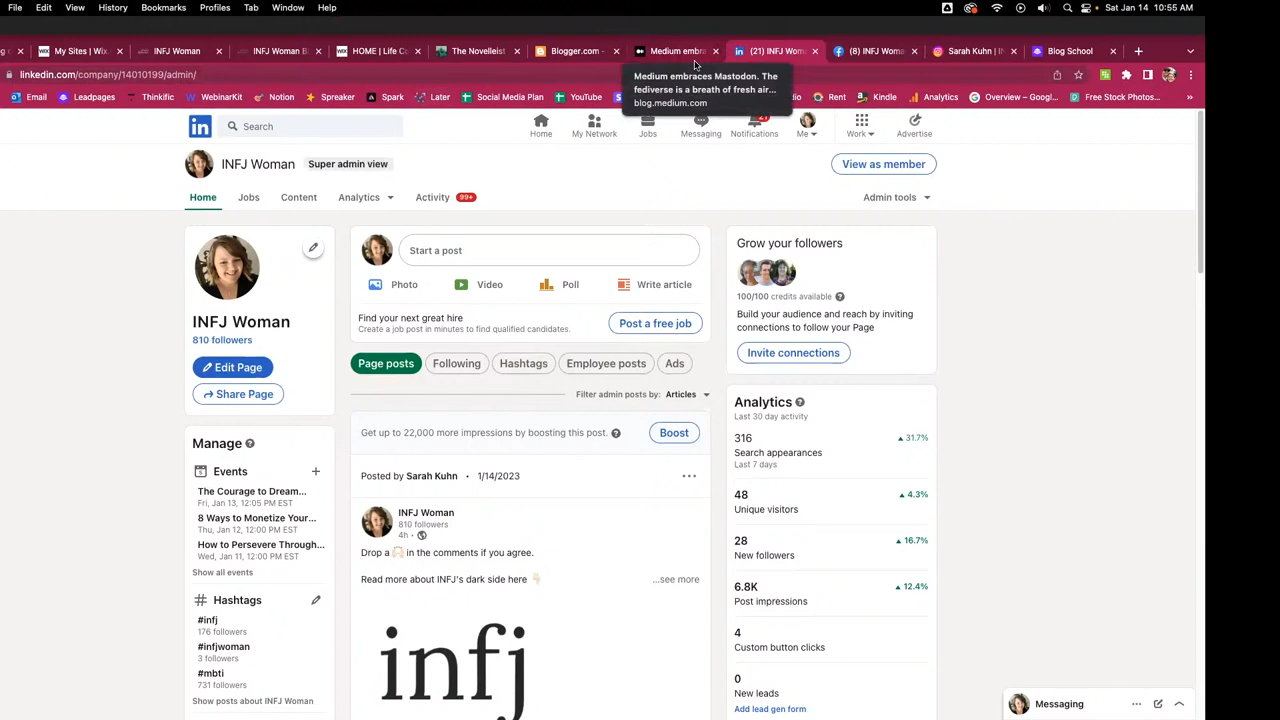 File Edit View History Bookmarks Profiles Tab Window Help
Sat Jan 14 10:55 AM
My Sites | Wix.
INFJ Woman
INFJ Woman B
HOME | Life C
The Novelleist
Blogger.com -
Medium embra
(21) INFJ Wom
(8) INFJ Woma
Sarah Kuhn | IN
Blog School
linkedin.com/company/14010199/admin/
Medium embraces Mastodon. The
fediverse is a breath of fresh air...
blog.medium.com
Email
Leadpages
Thinkific
WebinarKit
Notion
Spreaker
Spark
Later
Social Media Plan
YouTube
Rank
Kindle
Analytics
Overview – Googl...
Free Stock Photos...
in
Search
Home
My Network
Jobs
Messaging
Notifications
21
Me
Work
Advertise
INFJ Woman
Super admin view
View as member
Home
Jobs
Content
Analytics
Activity 99+
Admin tools
INFJ Woman
810 followers
Edit Page
Share Page
Manage
Events
The Courage to Dream...
Fri, Jan 13, 12:05 PM EST
8 Ways to Monetize Your...
Thu, Jan 12, 12:00 PM EST
How to Persevere Through...
Wed, Jan 11, 12:00 PM EST
Show all events
# Hashtags
#infj
176 followers
#infjwoman
3 followers
#mbti
731 followers
Show posts about INFJ Woman
Start a post
Photo
Video
Poll
Write article
Find your next great hire
Create a job post in minutes to find qualified candidates.
Post a free job
Page posts
Following
Hashtags
Employee posts
Ads
Filter admin posts by: Articles
Get up to 22,000 more impressions by boosting this post.
Boost
Posted by Sarah Kuhn • 1/14/2023
INFJ Woman
810 followers
4h •
Drop a 🙌🏻 in the comments if you agree.
Read more about INFJ's dark side here 👇🏻
...see more
infj
Grow your followers
100/100 credits available
Build your audience and reach by inviting
connections to follow your Page
Invite connections
Analytics
Last 30 day activity
316 ▲31.7%
Search appearances
Last 7 days
48 ▲4.3%
Unique visitors
28 ▲16.7%
New followers
6.8K ▲12.4%
Post impressions
4
Custom button clicks
0
New leads
Add lead gen form
Messaging